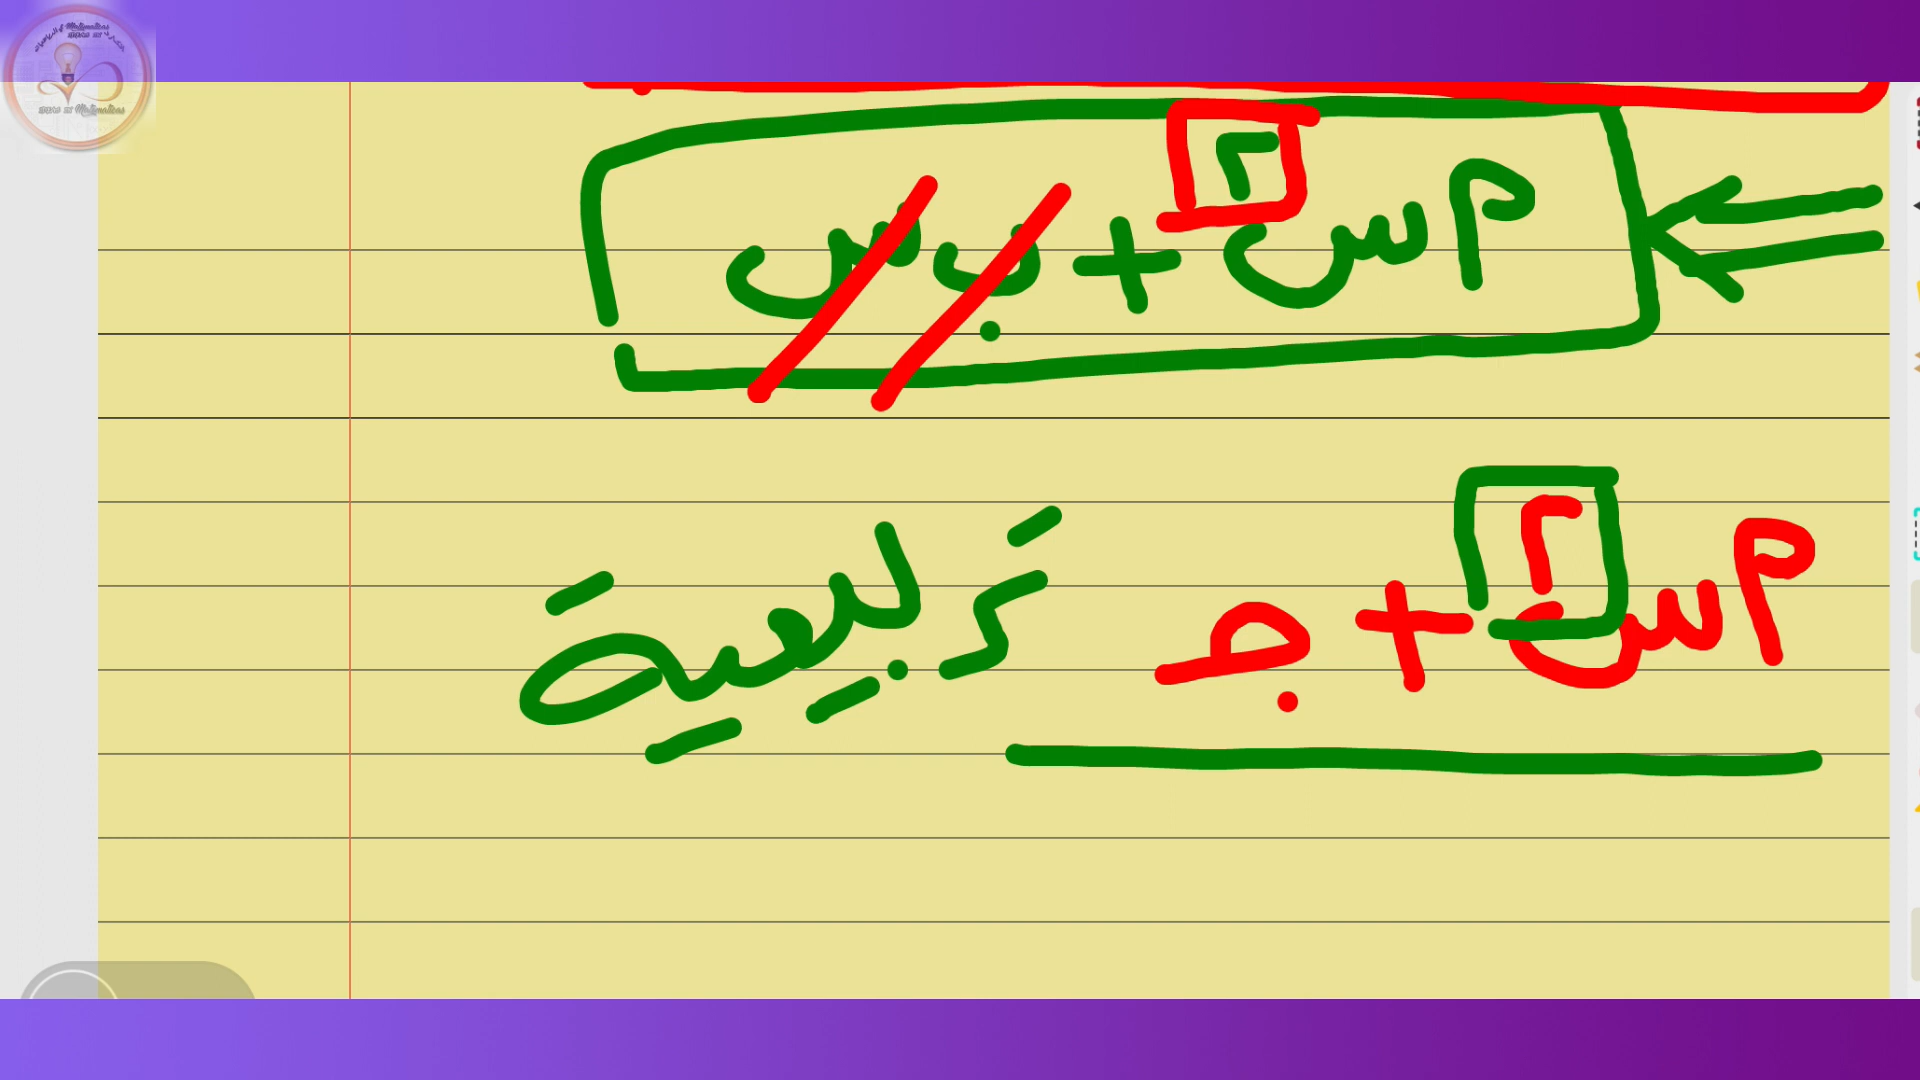 م س٢ + ب س
م س٢ + جـ
تربيعية